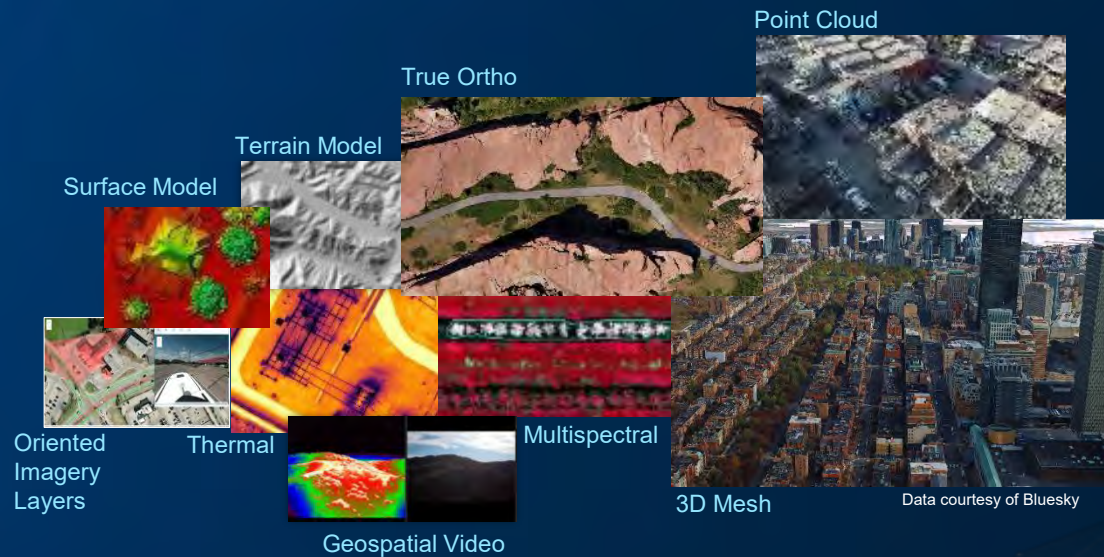 Point Cloud
True Ortho
Terrain Model
Surface Model
Oriented
Imagery
Layers
Thermal
Multispectral
3D Mesh
Data courtesy of Bluesky
Geospatial Video